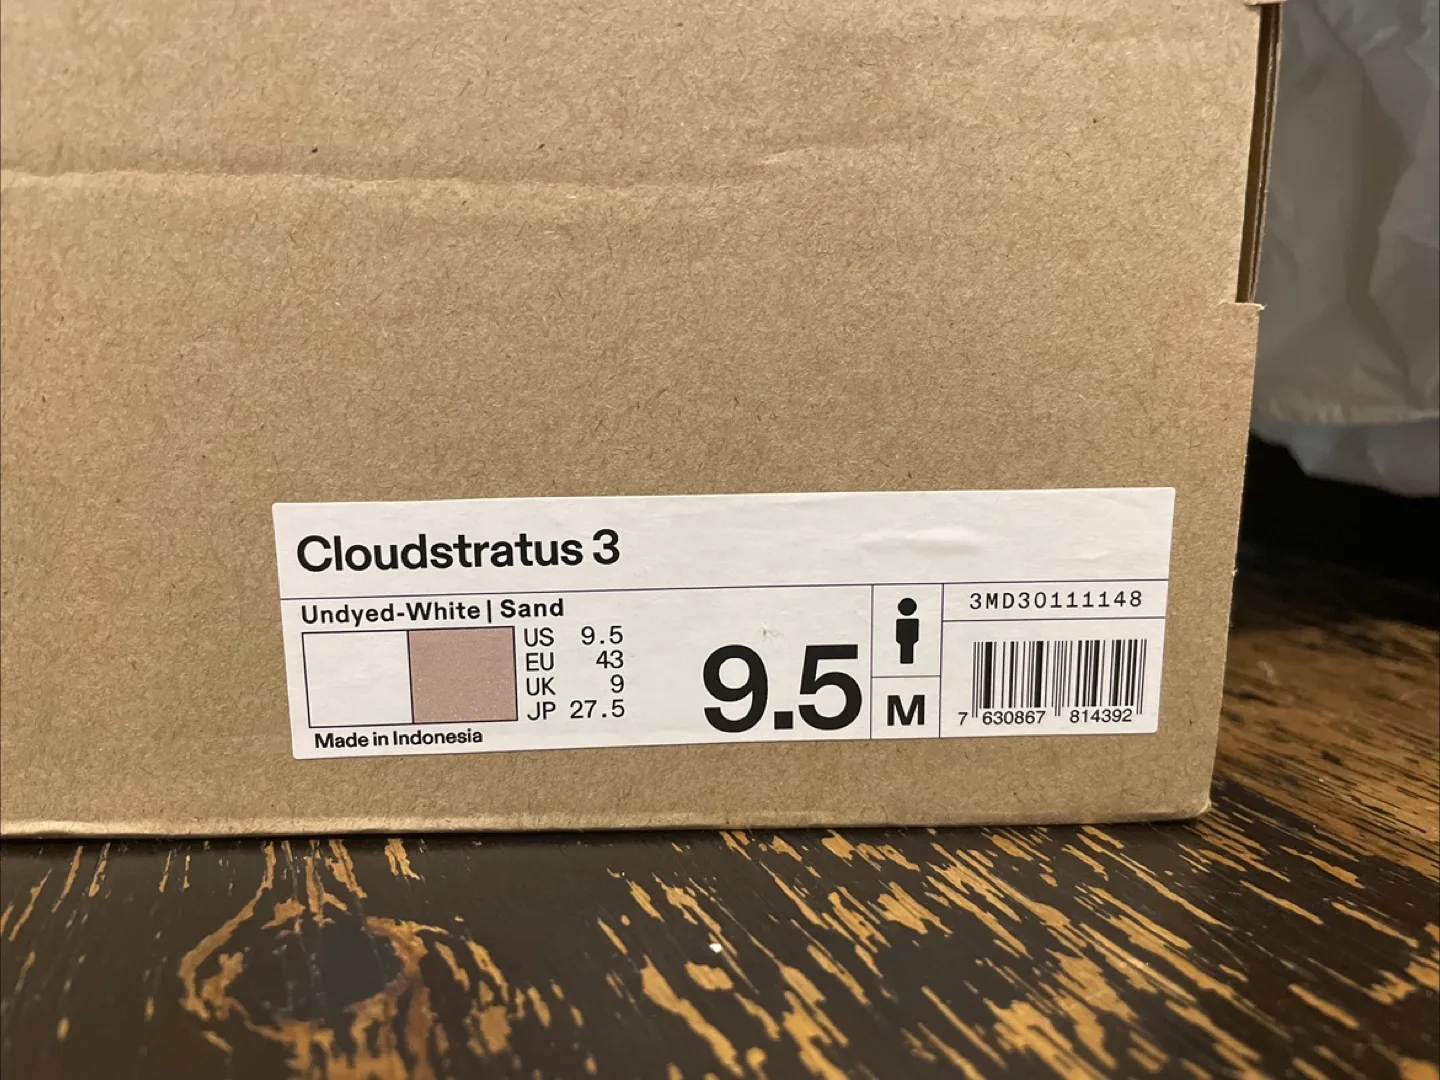 Cloudstratus 3
Undyed-White | Sand
US 9.5
EU 43
UK 9
JP 27.5
Made in Indonesia
9.5
M
3MD30111148
7 630867 814392